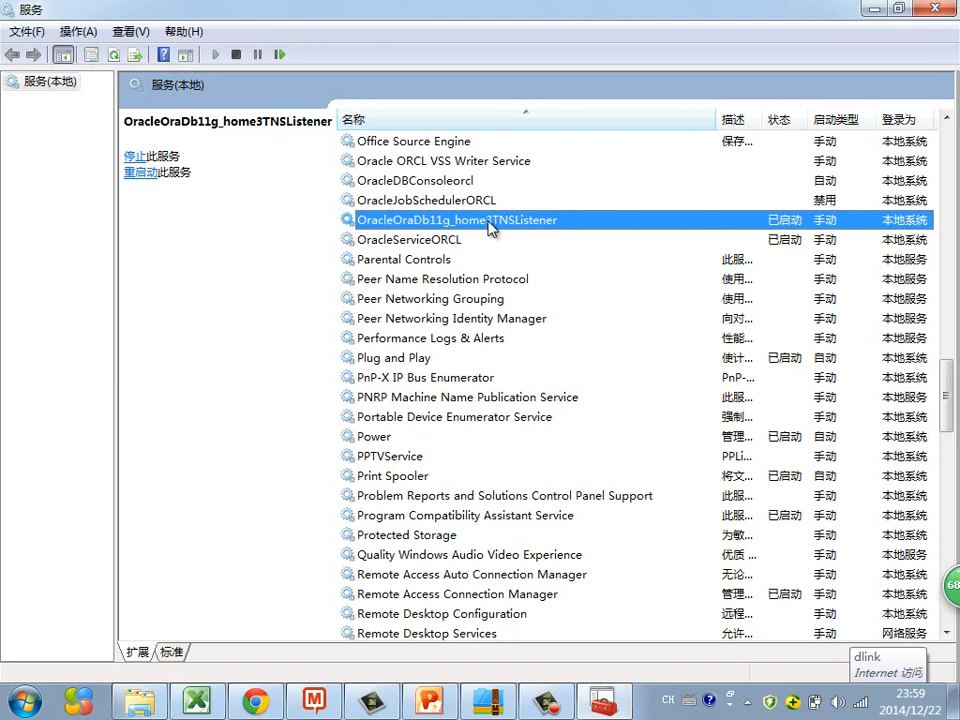 服务
文件(F) 操作(A) 查看(V) 帮助(H)
服务(本地)
服务(本地)
OracleOraDb11g_home3TNSListener
停止此服务
重启动此服务
名称 描述 状态 启动类型 登录为
Office Source Engine 保存... 手动 本地系统
Oracle ORCL VSS Writer Service 手动 本地系统
OracleDBConsoleorcl 自动 本地系统
OracleJobSchedulerORCL 禁用 本地系统
OracleOraDb11g_home3TNSListener 已启动 手动 本地系统
OracleServiceORCL 已启动 手动 本地系统
Parental Controls 此服... 手动 本地服务
Peer Name Resolution Protocol 使用... 手动 本地服务
Peer Networking Grouping 使用... 手动 本地服务
Peer Networking Identity Manager 向对... 手动 本地服务
Performance Logs & Alerts 性能... 手动 本地服务
Plug and Play 使计... 已启动 自动 本地系统
PnP-X IP Bus Enumerator PnP-... 手动 本地系统
PNRP Machine Name Publication Service 此服... 手动 本地服务
Portable Device Enumerator Service 强制... 手动 本地系统
Power 管理... 已启动 自动 本地系统
PPTVService PPLi... 手动 本地系统
Print Spooler 将文... 已启动 自动 本地系统
Problem Reports and Solutions Control Panel Support 此服... 手动 本地系统
Program Compatibility Assistant Service 此服... 已启动 手动 本地系统
Protected Storage 为敏... 手动 本地系统
Quality Windows Audio Video Experience 优质 ... 手动 本地服务
Remote Access Auto Connection Manager 无论... 手动 本地系统
Remote Access Connection Manager 管理... 已启动 手动 本地系统
Remote Desktop Configuration 远程... 手动 本地系统
Remote Desktop Services 允许... 手动 网络服务
68
扩展 标准
dlink
Internet 访问
CH
23:59
2014/12/22